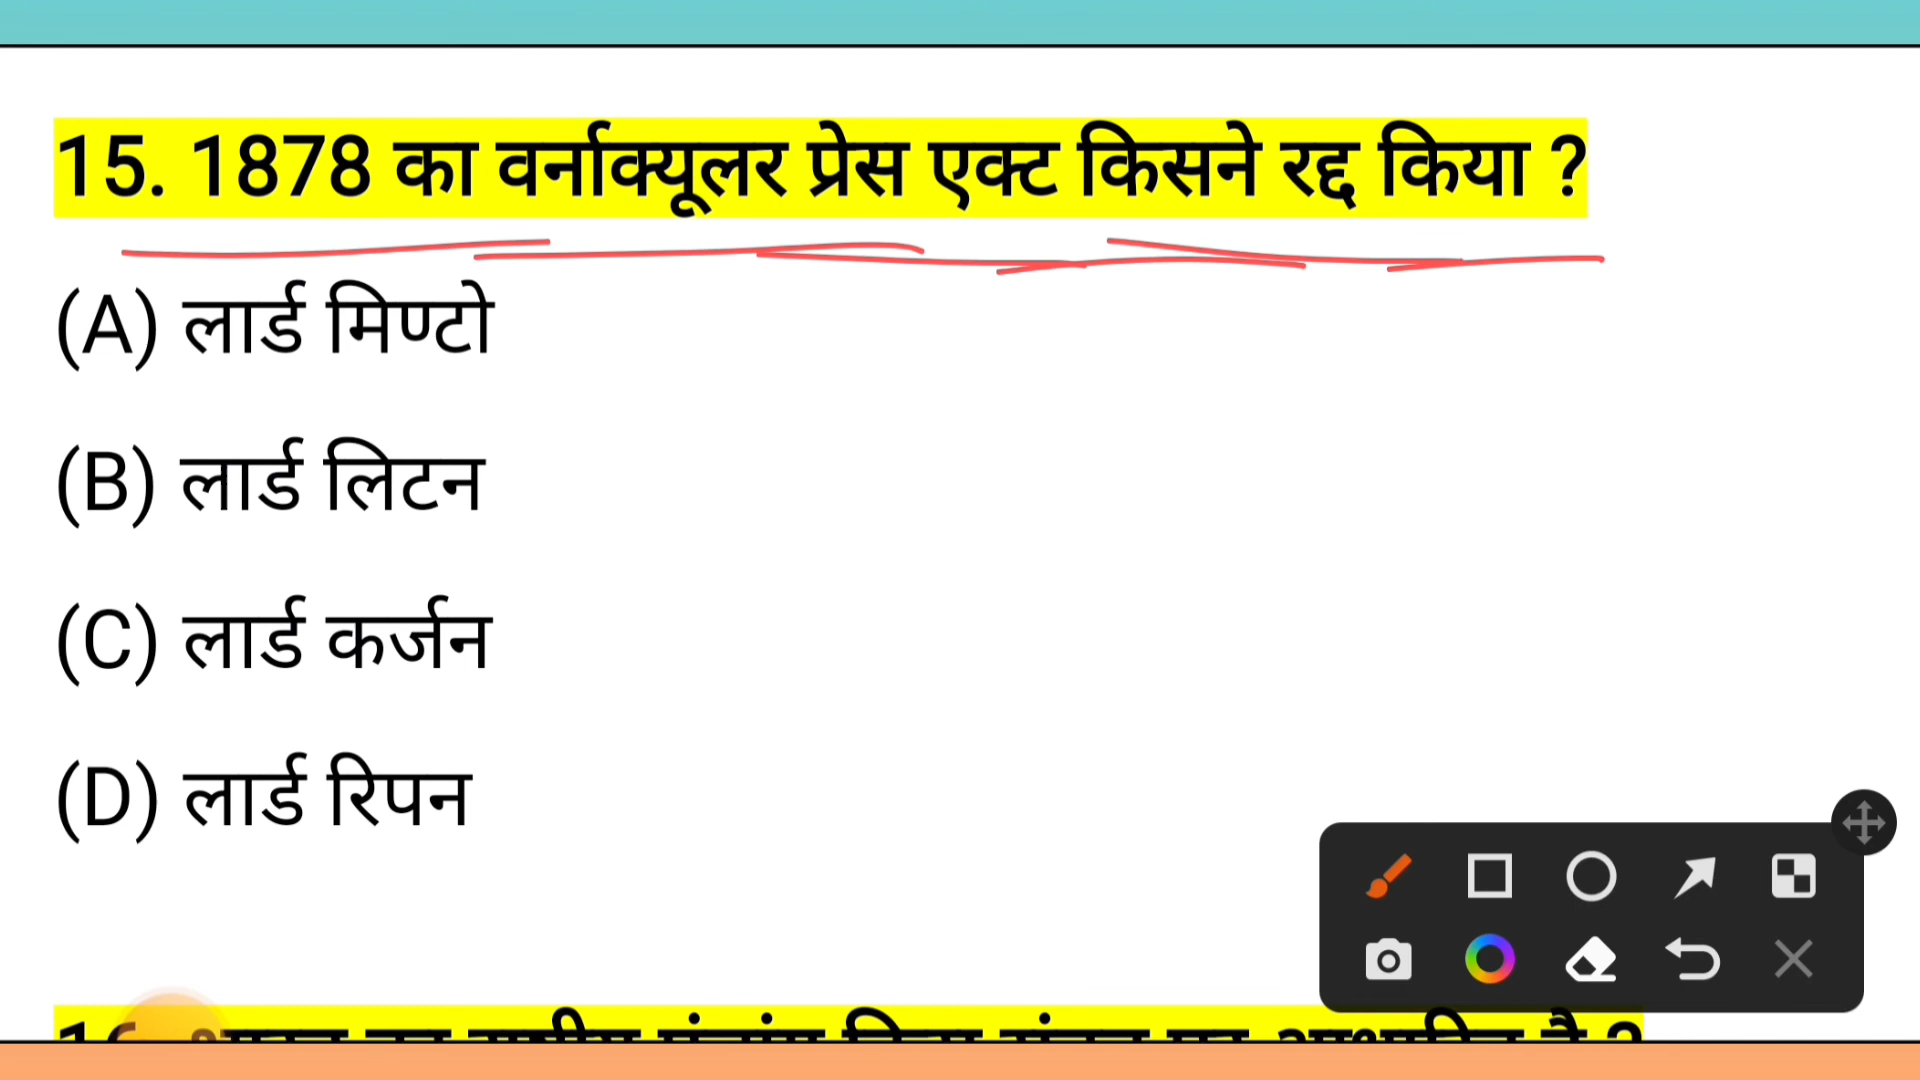 15. 1878 का वर्नाक्यूलर प्रेस एक्ट किसने रद्द किया ?
(A) लार्ड मिण्टो
(B) लार्ड लिटन
(C) लार्ड कर्जन
(D) लार्ड रिपन